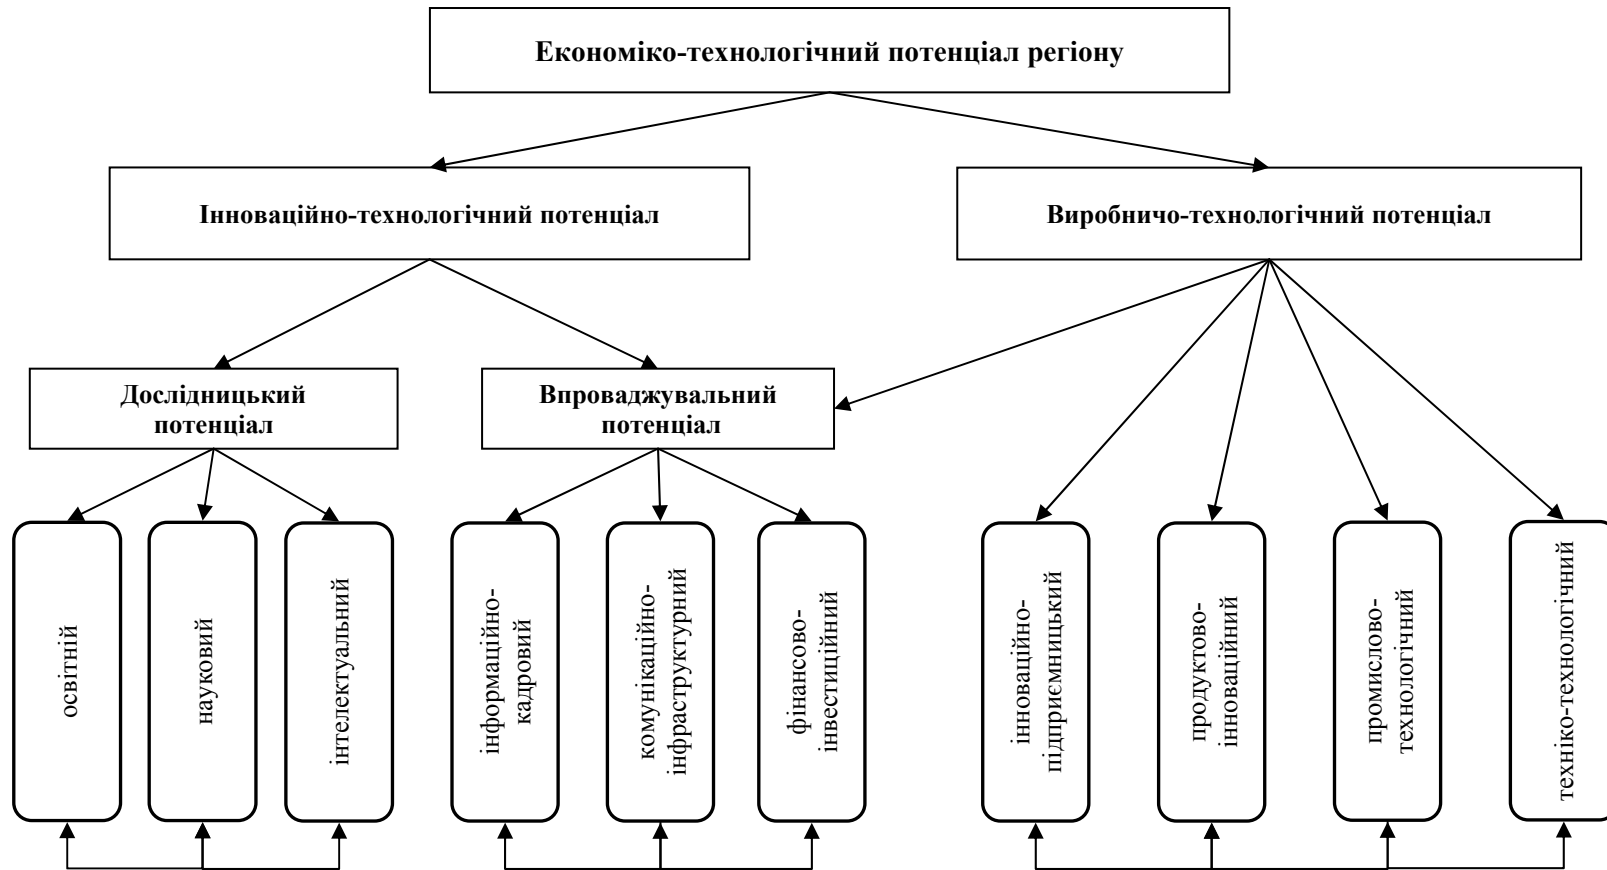 Економіко-технологічний потенціал регіону
Інноваційно-технологічний потенціал
Виробничо-технологічний потенціал
Дослідницький
потенціал
Впроваджувальний
потенціал
освітній
науковий
інтелектуальний
інформаційно-
кадровий
комунікаційно-
інфраструктурний
фінансово-
інвестиційний
інноваційно-
підприємницький
продуктово-
інноваційний
промислово-
технологічний
техніко-технологічний